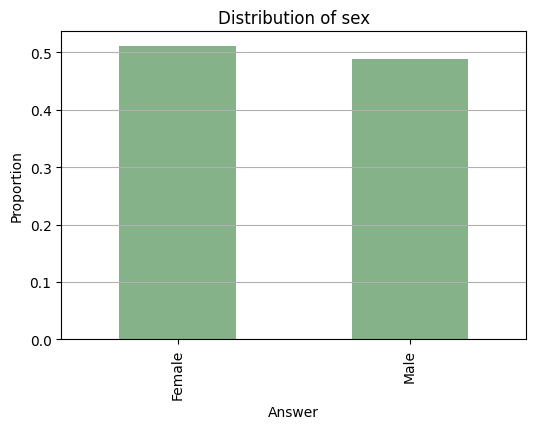 Distribution of sex
0.5
0.4
0.3
0.2
0.1
0.0
Proportion
Female
Male
Answer